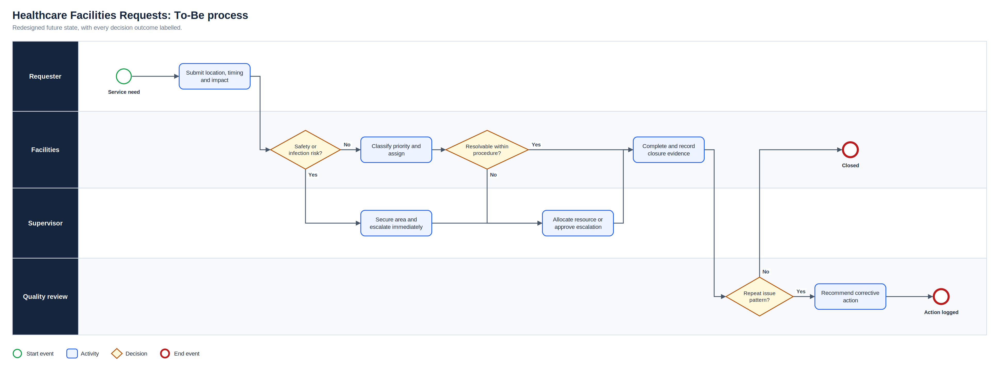 Healthcare Facilities Requests: To-Be process
Redesigned future state, with every decision outcome labelled.
Requester
Service need
Submit location, timing
and impact
Facilities
Safety or
infection risk?
No
Yes
Classify priority and
assign
Resolvable within
procedure?
Yes
No
Complete and record
closure evidence
Closed
Supervisor
Secure area and
escalate immediately
Allocate resource or
approve escalation
Quality review
Repeat issue
pattern?
No
Yes
Recommend corrective
action
Action logged
Start event
Activity
Decision
End event